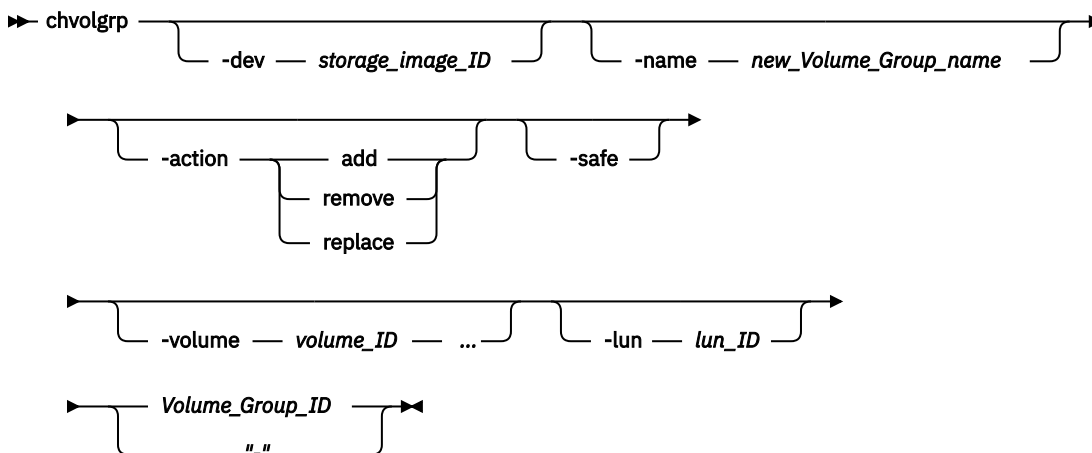 chvolgrp
-dev storage_image_ID -name new_Volume_Group_name
-action add -safe
remove
replace
-volume volume_ID ... -lun lun_ID
Volume_Group_ID
"-"